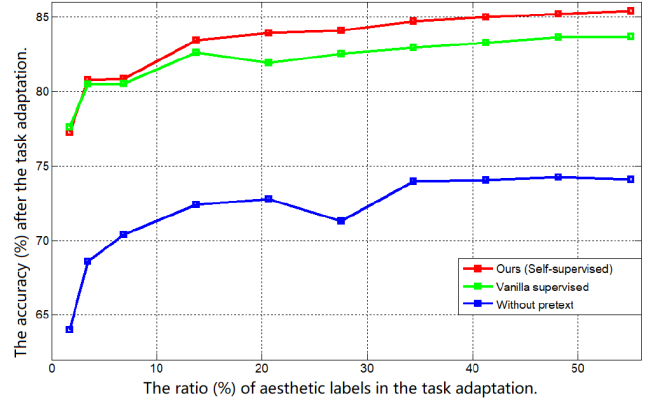 The accuracy (%) after the task adaptation.
85
80
75
70
65
0
10
20
30
40
50
Ours (Self-supervised)
Vanilla supervised
Without pretext
The ratio (%) of aesthetic labels in the task adaptation.